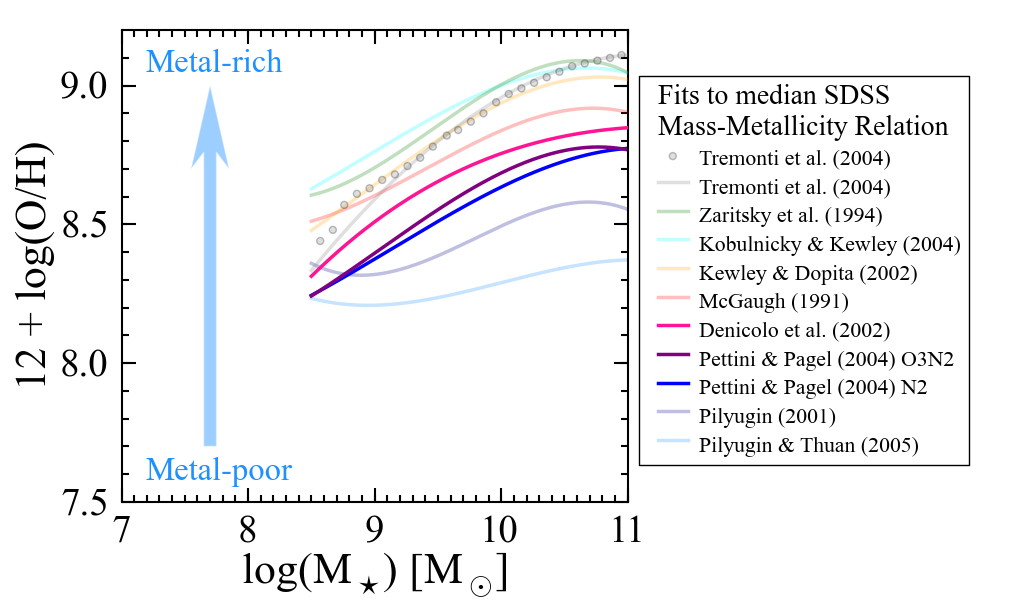 Metal-rich
Metal-poor
12 + log(O/H)
9.0
8.5
8.0
7.5
7 8 9 10 11
log(M⋆) [M⊙]
Fits to median SDSS
Mass-Metallicity Relation
Tremonti et al. (2004)
Tremonti et al. (2004)
Zaritsky et al. (1994)
Kobulnicky & Kewley (2004)
Kewley & Dopita (2002)
McGaugh (1991)
Denicolo et al. (2002)
Pettini & Pagel (2004) O3N2
Pettini & Pagel (2004) N2
Pilyugin (2001)
Pilyugin & Thuan (2005)